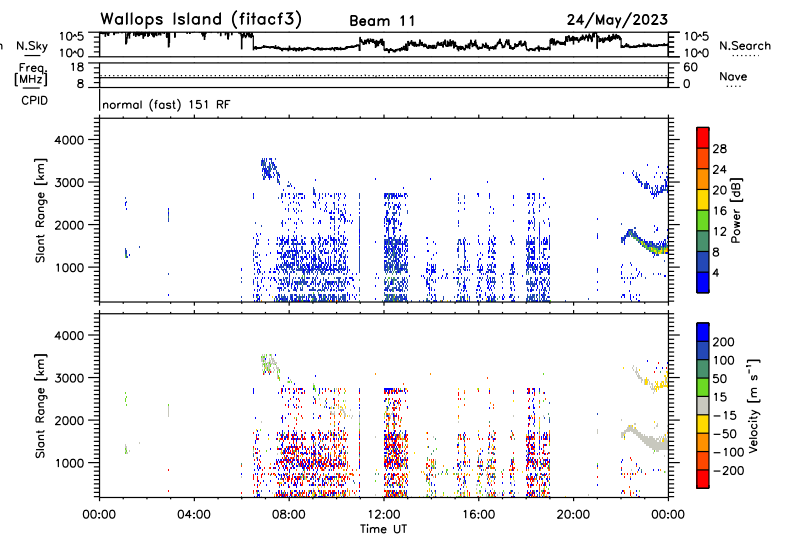 Wallops Island (fitacf3) Beam 11 24/May/2023
n N.Sky 10^5 10^5 N.Search
10^0 10^0
Freq. 18 60 Nave
[MHz] 8 0
CPID normal (fast) 151 RF
Slant Range [km]
4000
3000
2000
1000
28
24
20
16
12
8
4
Power [dB]
Slant Range [km]
4000
3000
2000
1000
200
100
50
15
-15
-50
-100
-200
Velocity [m s⁻¹]
00:00 04:00 08:00 12:00 16:00 20:00 00:00
Time UT